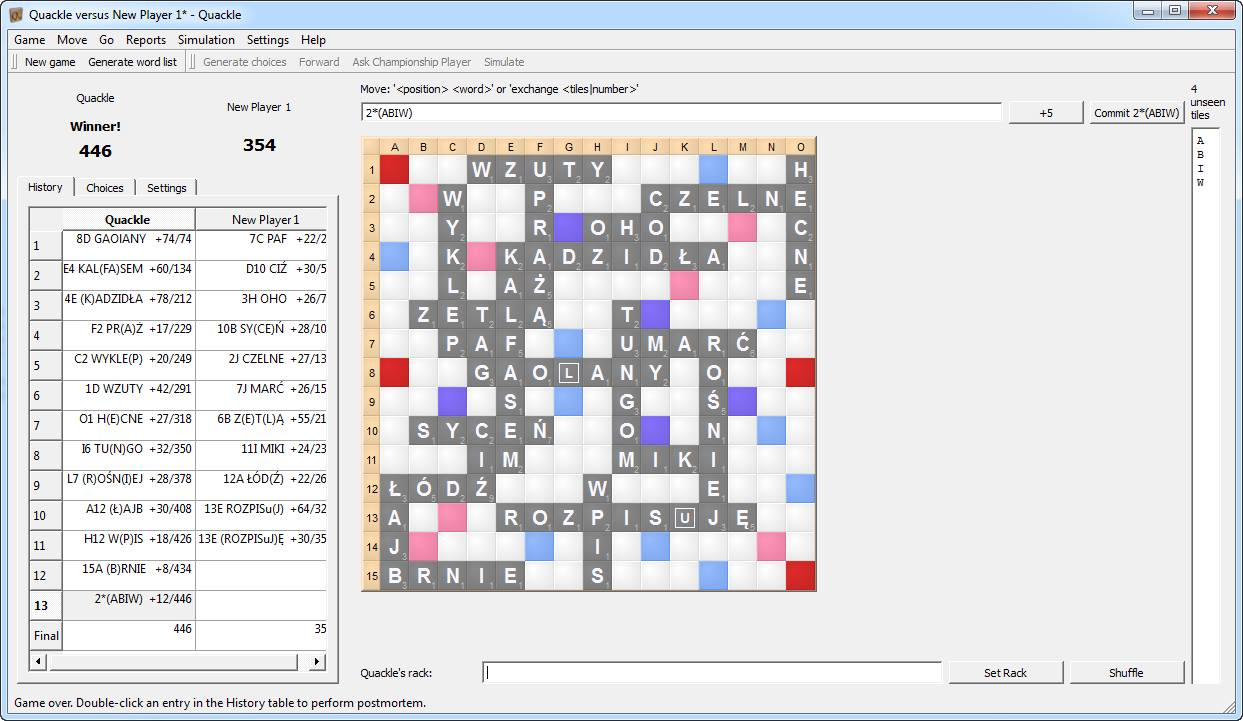 Quackle versus New Player 1* - Quackle
Game Move Go Reports Simulation Settings Help
New game Generate word list Generate choices Forward Ask Championship Player Simulate
Quackle New Player 1
Winner!
446 354
History Choices Settings
Quackle New Player 1
1 8D GAOlANY +74/74 7C PAF +22/2
2 E4 KAL(FA)SEM +60/134 D10 CIŹ +30/5
3 4E (K)ADZIDŁA +78/212 3H OHO +26/7
4 F2 PR(A)Ż +17/229 10B SY(CE)Ń +28/10
5 C2 WYKLE(P) +20/249 2J CZELNE +27/13
6 1D WZUTY +42/291 7J MARĆ +26/15
7 O1 H(E)CNE +27/318 6B Z(E)T(L)Ą +55/21
8 I6 TU(N)GO +32/350 11I MIKI +24/23
9 L7 (R)OŚN(I)EJ +28/378 12A ŁÓD(Ź) +22/26
10 A12 (Ł)AJB +30/408 13E ROZPISu(J) +64/32
11 H12 W(P)IS +18/426 13E (ROZPISuJ)Ę +30/35
12 15A (B)RNIE +8/434
13 2*(ABIW) +12/446
Final 446 35
Move: '<position> <word>' or 'exchange <tiles|number>'
2*(ABIW) +5 Commit 2*(ABIW)
A B C D E F G H I J K L M N O
1 W Z U T Y H
2 W P C Z E L N E
3 Y R O H O C
4 K K A D Z I D Ł A N
5 L A Ż E
6 Z E T L Ą T
7 P A F U M A R Ć
8 G A O L A N Y O
9 S G Ś
10 S Y C E Ń O N
11 I M M I K I
12 Ł Ó D Ź W E
13 A R O Z P I S U J Ę
14 J I
15 B R N I E S
4
unseen
tiles
A
B
I
W
Quackle's rack: Set Rack Shuffle
Game over. Double-click an entry in the History table to perform postmortem.